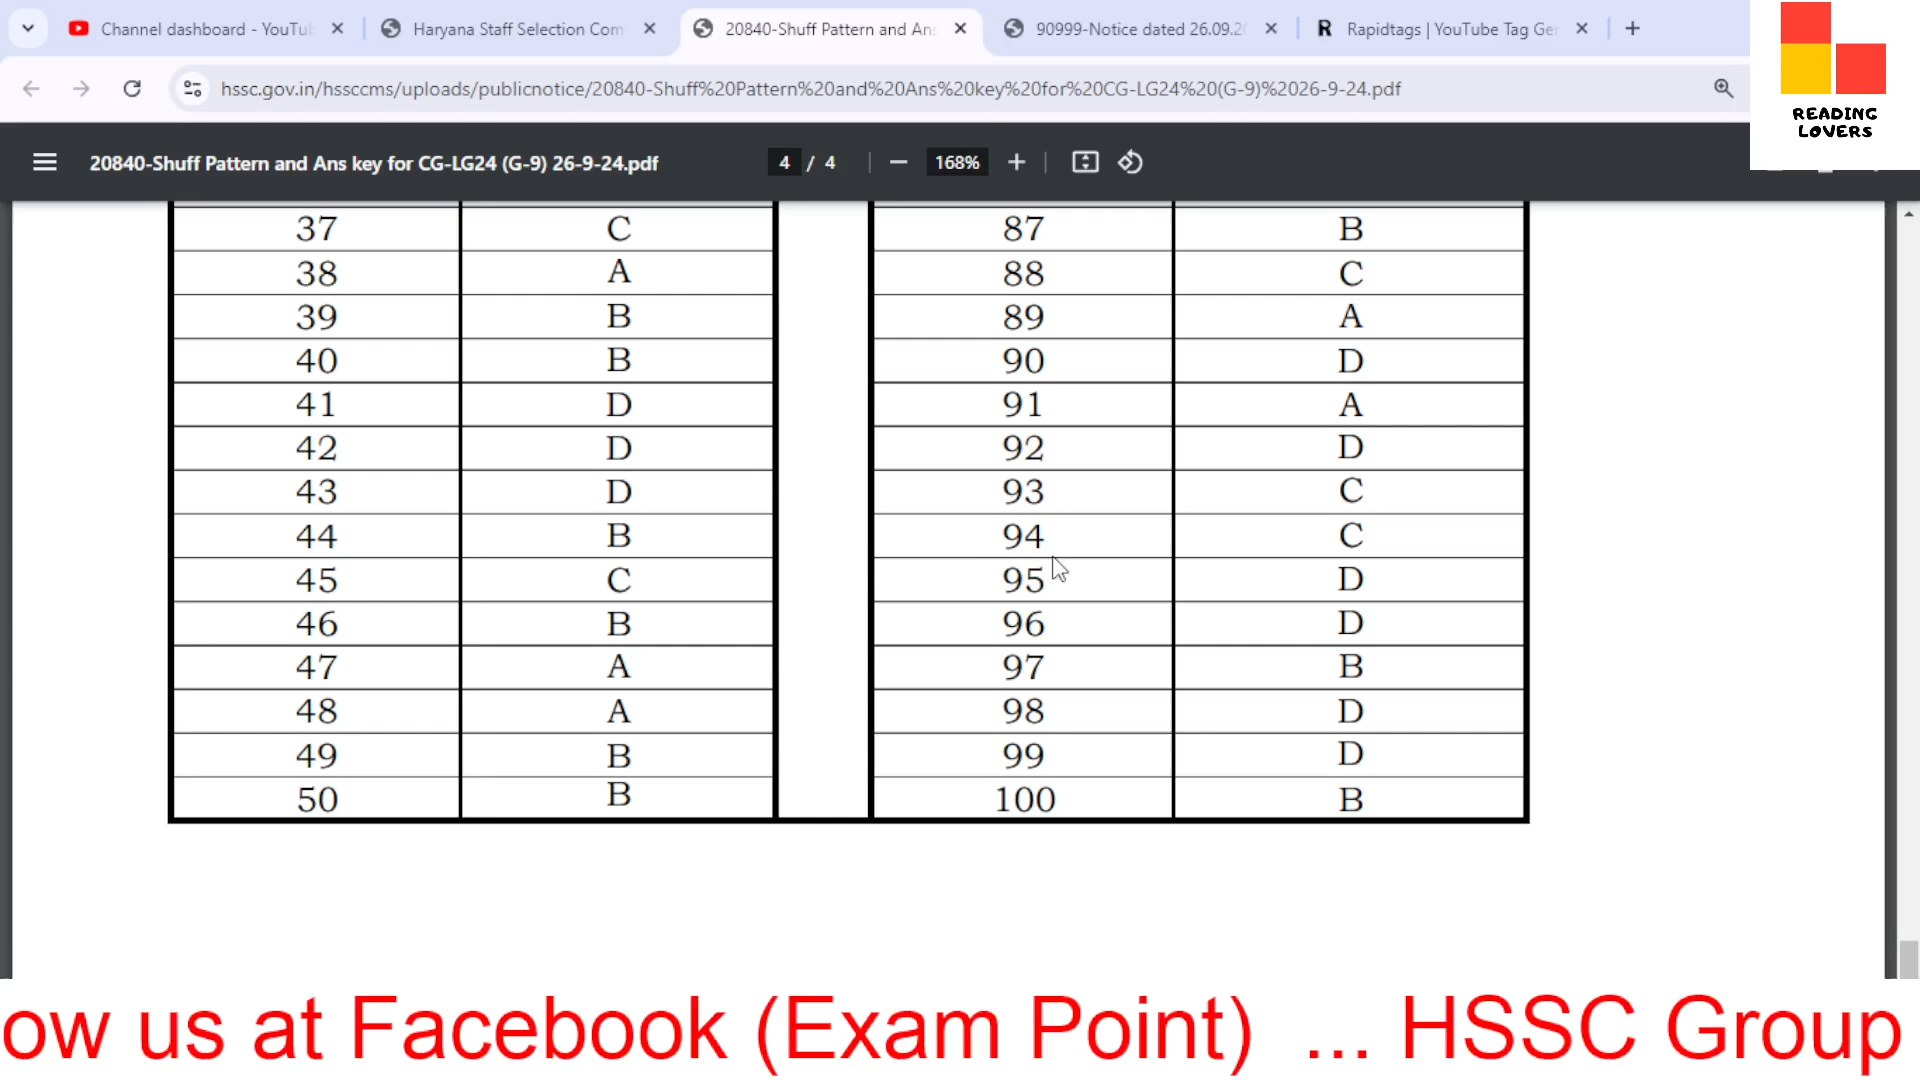 Channel dashboard - YouTub
Haryana Staff Selection Com
20840-Shuff Pattern and Ans
90999-Notice dated 26.09.20
Rapidtags | YouTube Tag Gen
hssc.gov.in/hssccms/uploads/publicnotice/20840-Shuff%20Pattern%20and%20Ans%20key%20for%20CG-LG24%20(G-9)%2026-9-24.pdf
READING
LOVERS
20840-Shuff Pattern and Ans key for CG-LG24 (G-9) 26-9-24.pdf
4 / 4
168%
37 C 87 B
38 A 88 C
39 B 89 A
40 B 90 D
41 D 91 A
42 D 92 D
43 D 93 C
44 B 94 C
45 C 95 D
46 B 96 D
47 A 97 B
48 A 98 D
49 B 99 D
50 B 100 B
ow us at Facebook (Exam Point) ... HSSC Group